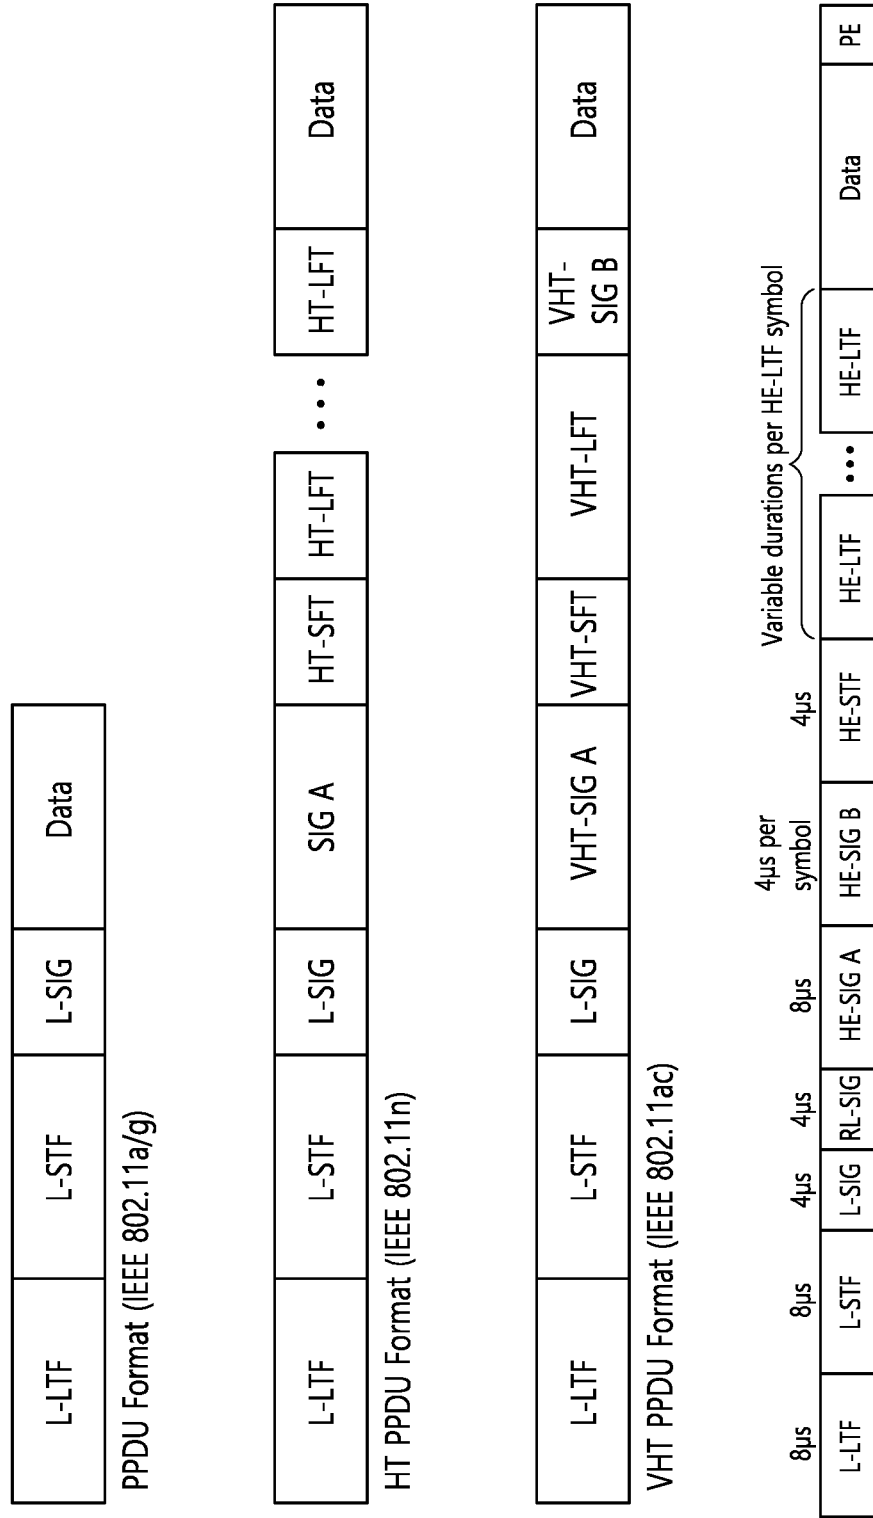 L-LTF
L-STF
L-SIG
Data
PPDU Format (IEEE 802.11a/g)
L-LTF
L-STF
L-SIG
SIG A
HT-SFT
HT-LFT
•••
HT-LFT
Data
HT PPDU Format (IEEE 802.11n)
L-LTF
L-STF
L-SIG
VHT-SIG A
VHT-SFT
VHT-LFT
VHT-
SIG B
Data
VHT PPDU Format (IEEE 802.11ac)
8µs
8µs
4µs
4µs
8µs
4µs per
symbol
4µs
Variable durations per HE-LTF symbol
L-LTF
L-STF
L-SIG
RL-SIG
HE-SIG A
HE-SIG B
HE-STF
HE-LTF
•••
HE-LTF
Data
PE